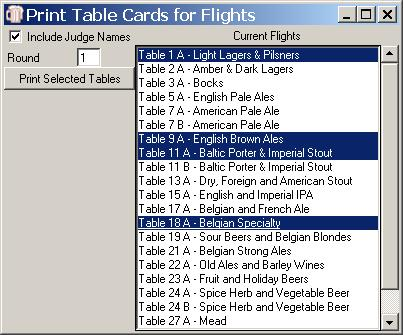 Print Table Cards for Flights
Include Judge Names
Current Flights
Round 1
Print Selected Tables
Table 1 A - Light Lagers & Pilsners
Table 2 A - Amber & Dark Lagers
Table 3 A - Bocks
Table 5 A - English Pale Ales
Table 7 A - American Pale Ale
Table 7 B - American Pale Ale
Table 9 A - English Brown Ales
Table 11 A - Baltic Porter & Imperial Stout
Table 11 B - Baltic Porter & Imperial Stout
Table 13 A - Dry, Foreign and American Stout
Table 15 A - English and Imperial IPA
Table 17 A - Belgian and French Ale
Table 18 A - Belgian Specialty
Table 19 A - Sour Beers and Belgian Blondes
Table 21 A - Belgian Strong Ales
Table 22 A - Old Ales and Barley Wines
Table 23 A - Fruit and Holiday Beers
Table 24 A - Spice Herb and Vegetable Beer
Table 24 B - Spice Herb and Vegetable Beer
Table 27 A - Mead